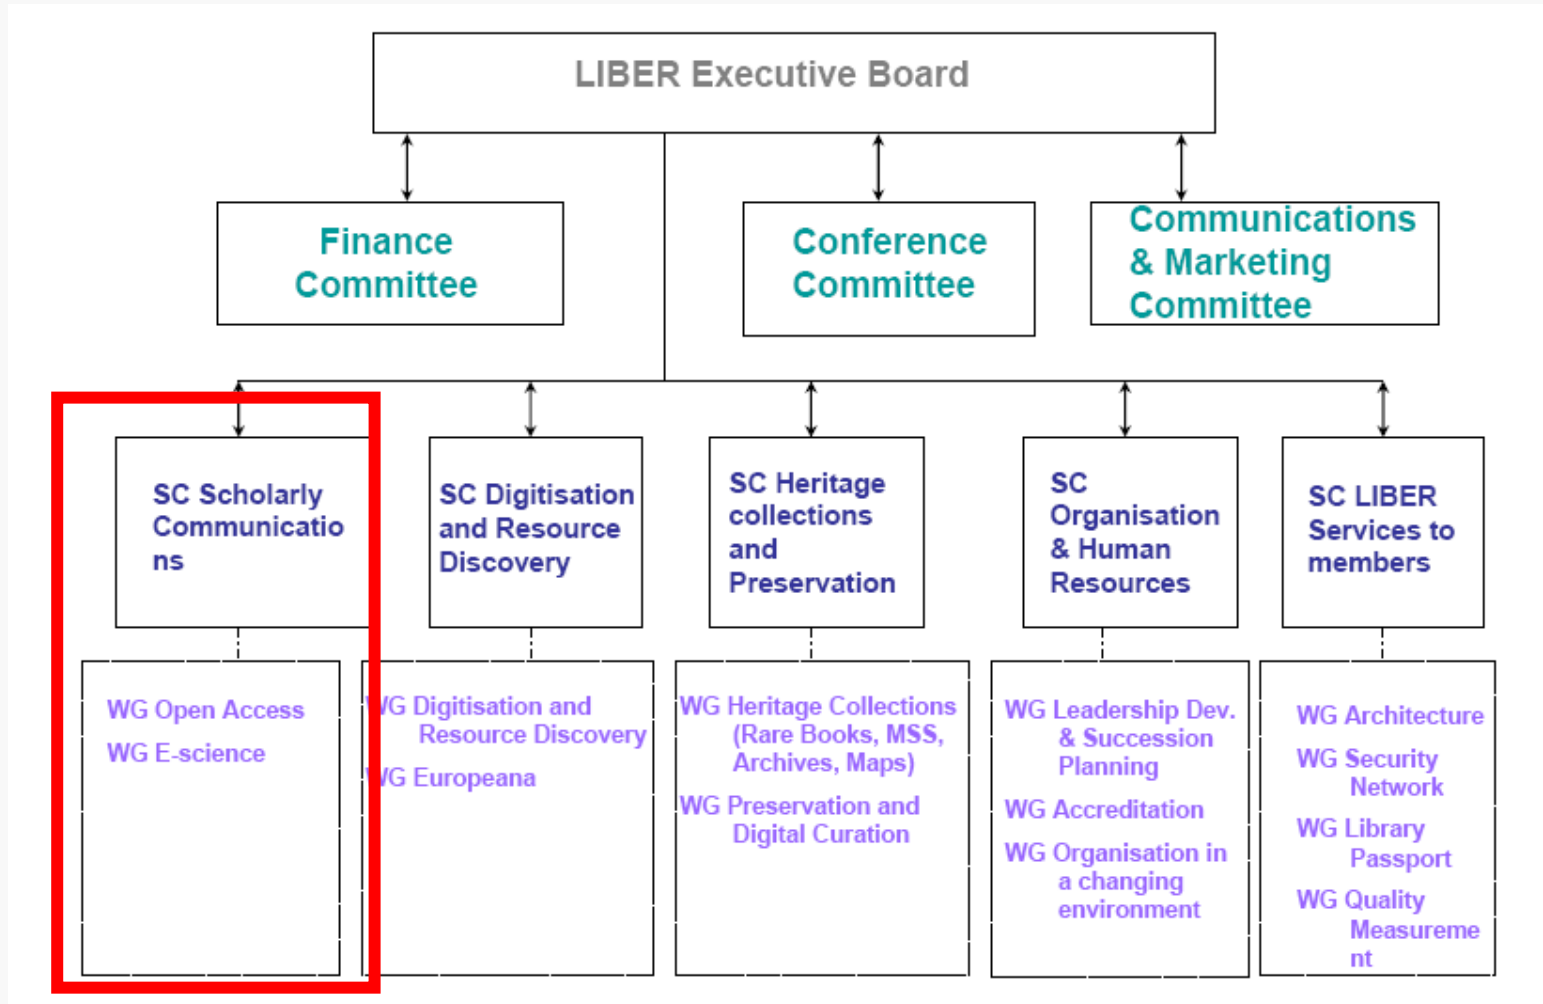 LIBER Executive Board
Finance
Committee
Conference
Committee
Communications
& Marketing
Committee
SC Scholarly
Communicatio
ns
SC Digitisation
and Resource
Discovery
SC Heritage
collections
and
Preservation
SC
Organisation
& Human
Resources
SC LIBER
Services to
members
WG Open Access
WG E-science
WG Digitisation and
Resource Discovery
WG Europeana
WG Heritage Collections
(Rare Books, MSS,
Archives, Maps)
WG Preservation and
Digital Curation
WG Leadership Dev.
& Succession
Planning
WG Accreditation
WG Organisation in
a changing
environment
WG Architecture
WG Security
Network
WG Library
Passport
WG Quality
Measureme
nt